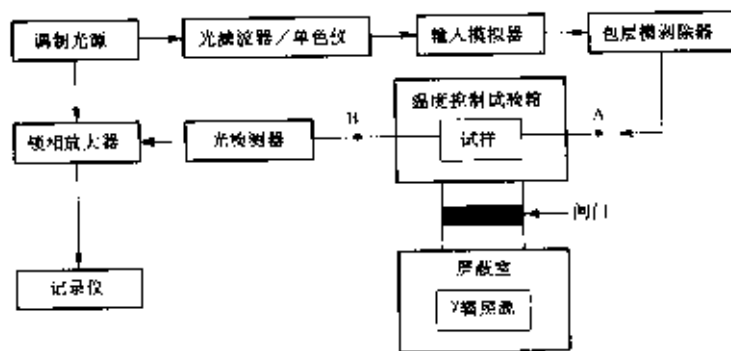 调制光源
光滤波器/单色仪
输入模拟器
包层模剥除器
温度控制试验箱
B
A
锁相放大器
光检测器
试样
闸门
屏蔽室
记录仪
γ辐照源